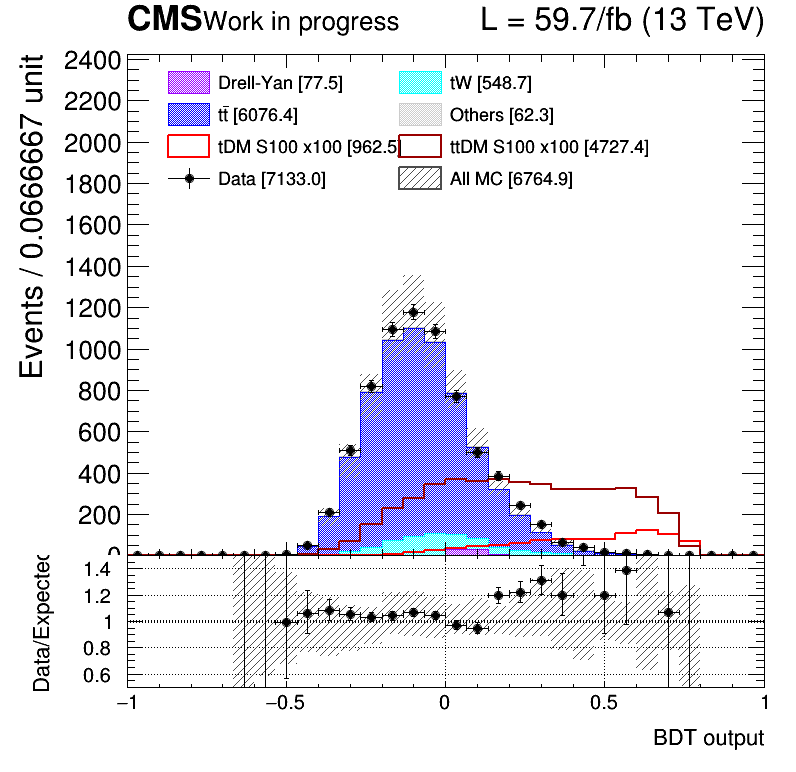 CMS Work in progress L = 59.7/fb (13 TeV)
Events / 0.0666667 unit
2400
2200
2000
1800
1600
1400
1200
1000
800
600
400
200
0
Drell-Yan [77.5] tW [548.7]
tt̄ [6076.4] Others [62.3]
tDM S100 x100 [962.5] ttDM S100 x100 [4727.4]
Data [7133.0] All MC [6764.9]
Data/Expected
1.4
1.2
1
0.8
0.6
−1 −0.5 0 0.5 1
BDT output